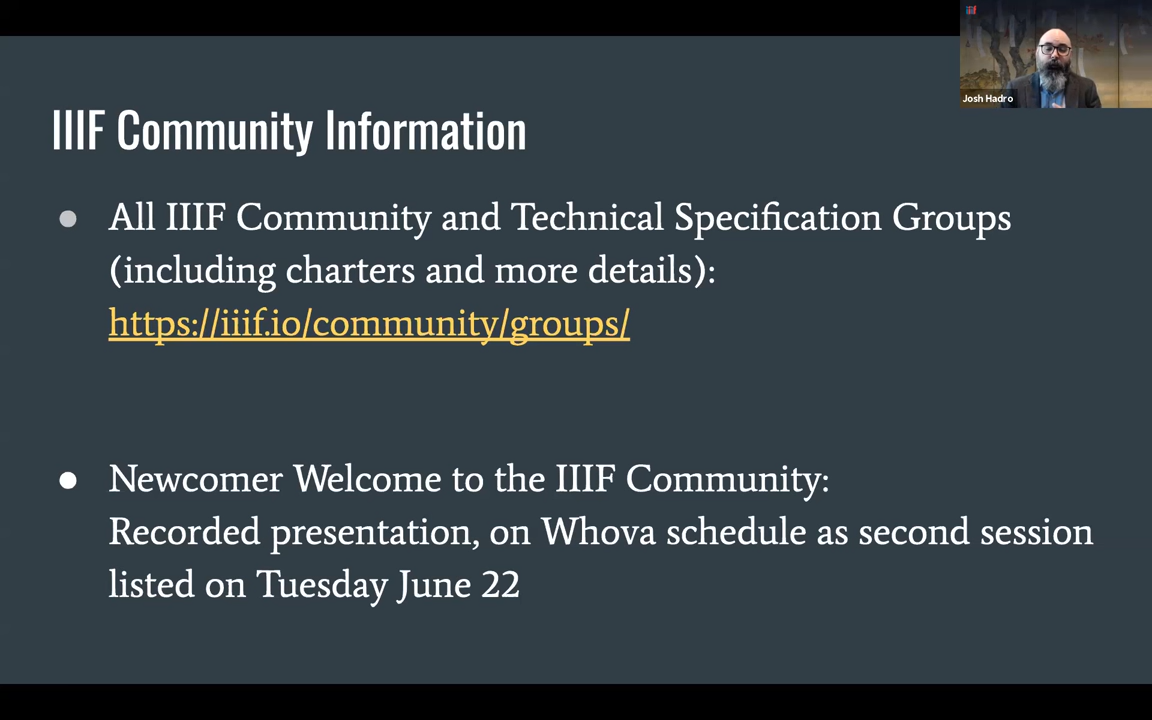 iiif
Josh Hadro
IIIF Community Information
● All IIIF Community and Technical Specification Groups
(including charters and more details):
https://iiif.io/community/groups/
● Newcomer Welcome to the IIIF Community:
Recorded presentation, on Whova schedule as second session
listed on Tuesday June 22